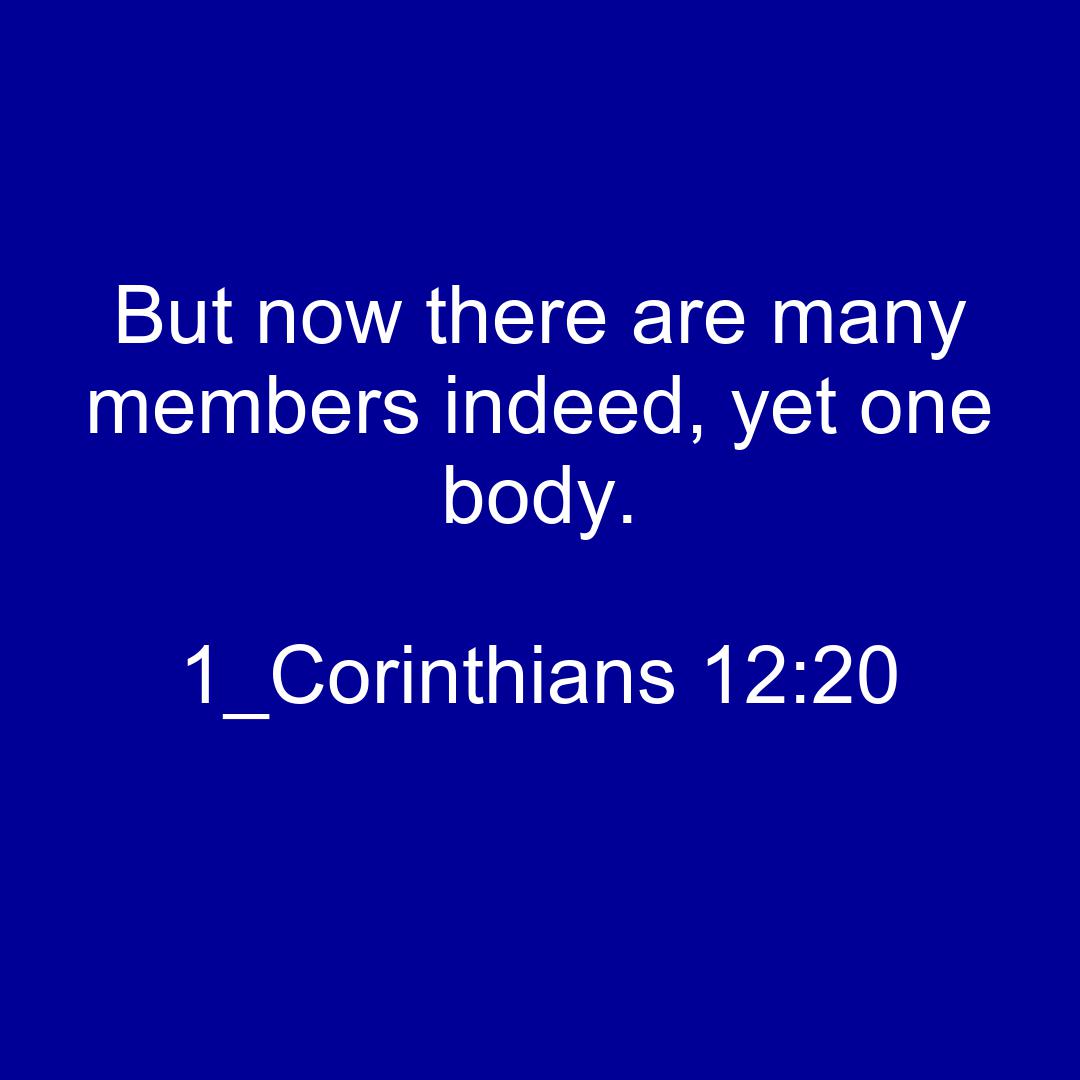 But now there are many
members indeed, yet one
body.
1_Corinthians 12:20